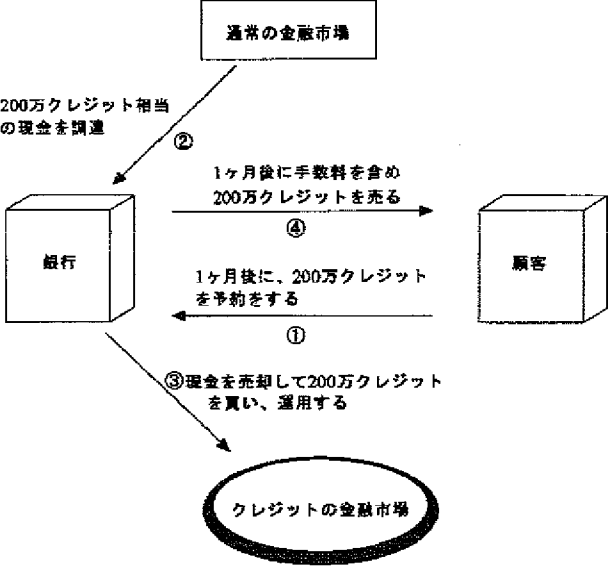 通常の金融市場
200万クレジット相当
の現金を調達
②
1ヶ月後に手数料を含め
200万クレジットを売る
④
銀行
顧客
1ヶ月後に、200万クレジット
を予約をする
①
③現金を売却して200万クレジット
を買い、運用する
クレジットの金融市場